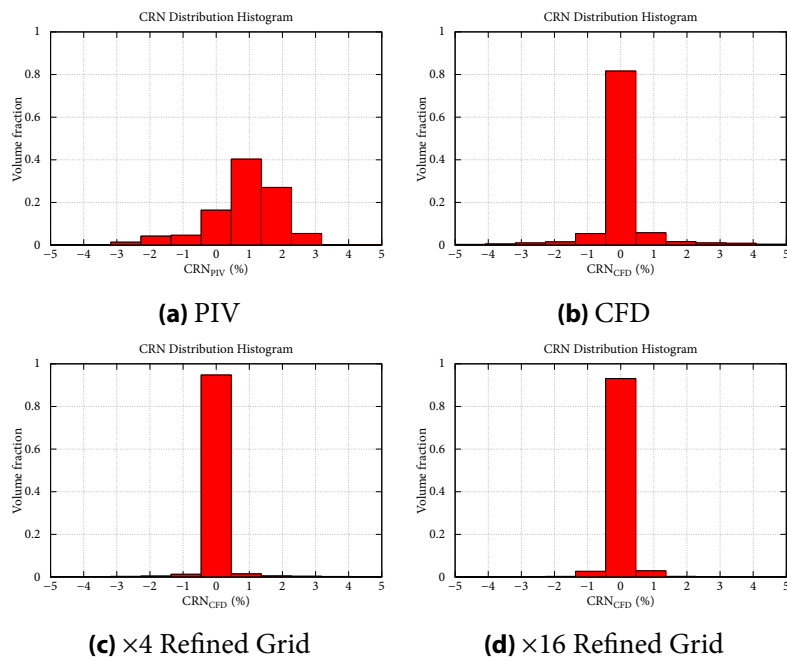 CRN Distribution Histogram
1
0.8
0.6
0.4
0.2
0
Volume fraction
−5 −4 −3 −2 −1 0 1 2 3 4 5
CRNPIV (%)
(a) PIV
CRN Distribution Histogram
1
0.8
0.6
0.4
0.2
0
Volume fraction
−5 −4 −3 −2 −1 0 1 2 3 4 5
CRNCFD (%)
(b) CFD
CRN Distribution Histogram
1
0.8
0.6
0.4
0.2
0
Volume fraction
−5 −4 −3 −2 −1 0 1 2 3 4 5
CRNCFD (%)
(c) ×4 Refined Grid
CRN Distribution Histogram
1
0.8
0.6
0.4
0.2
0
Volume fraction
−5 −4 −3 −2 −1 0 1 2 3 4 5
CRNCFD (%)
(d) ×16 Refined Grid